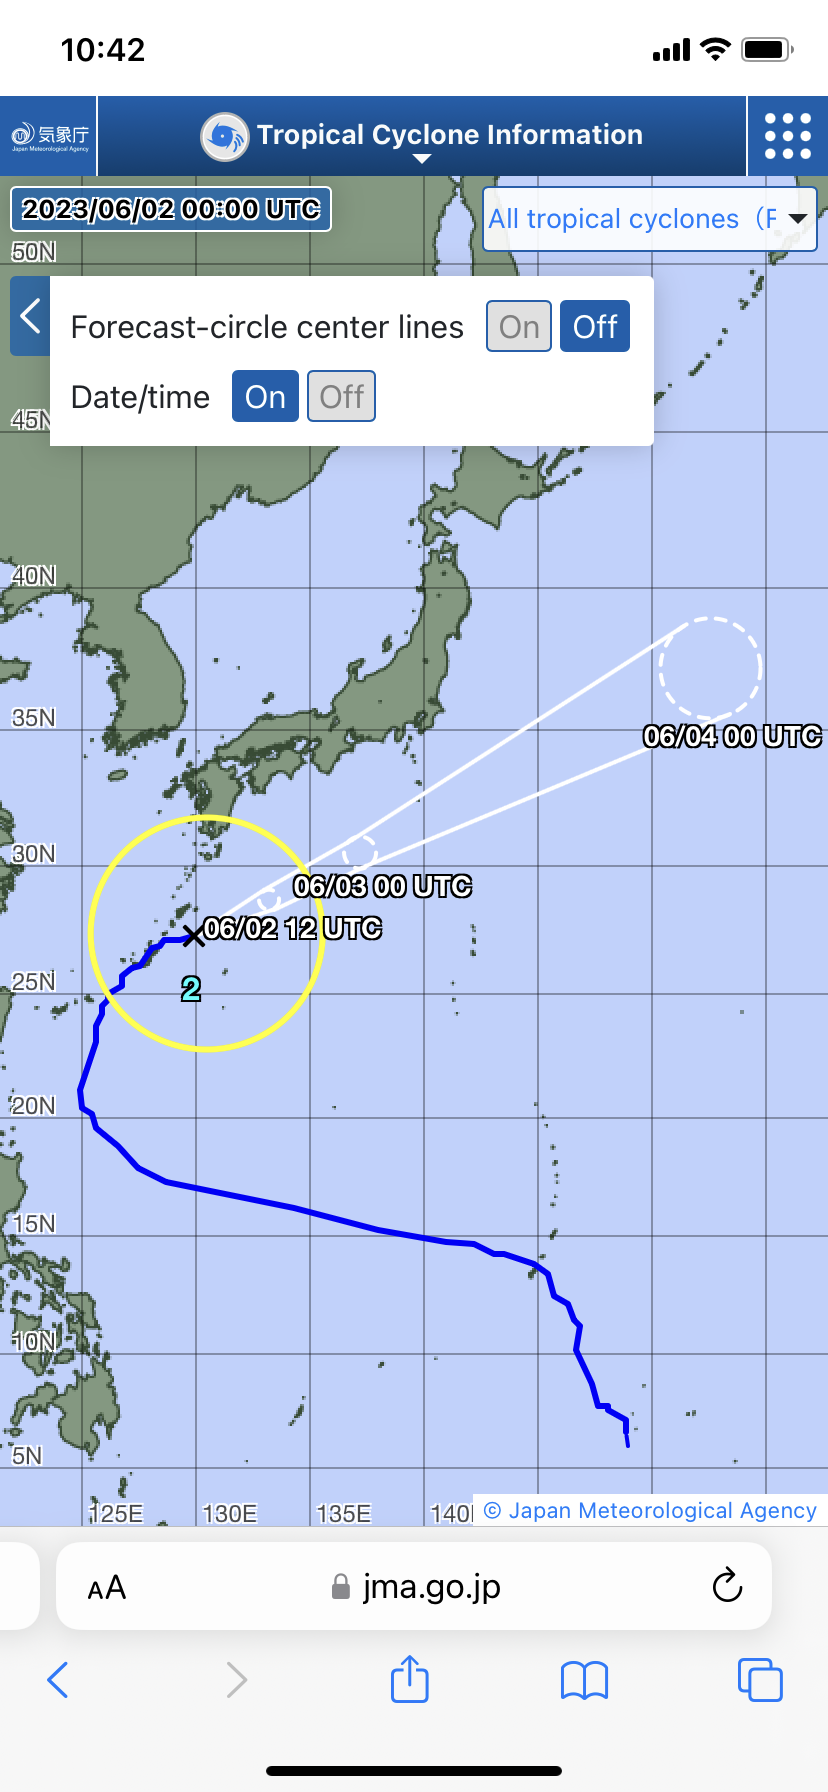 10:42
気象庁
Japan Meteorological Agency
Tropical Cyclone Information
2023/06/02 00:00 UTC
All tropical cyclones（F
50N
Forecast-circle center lines On Off
Date/time On Off
45N
40N
35N
06/04 00 UTC
30N
06/03 00 UTC
06/02 12 UTC
25N
2
20N
15N
10N
5N
125E 130E 135E 140
© Japan Meteorological Agency
AA jma.go.jp